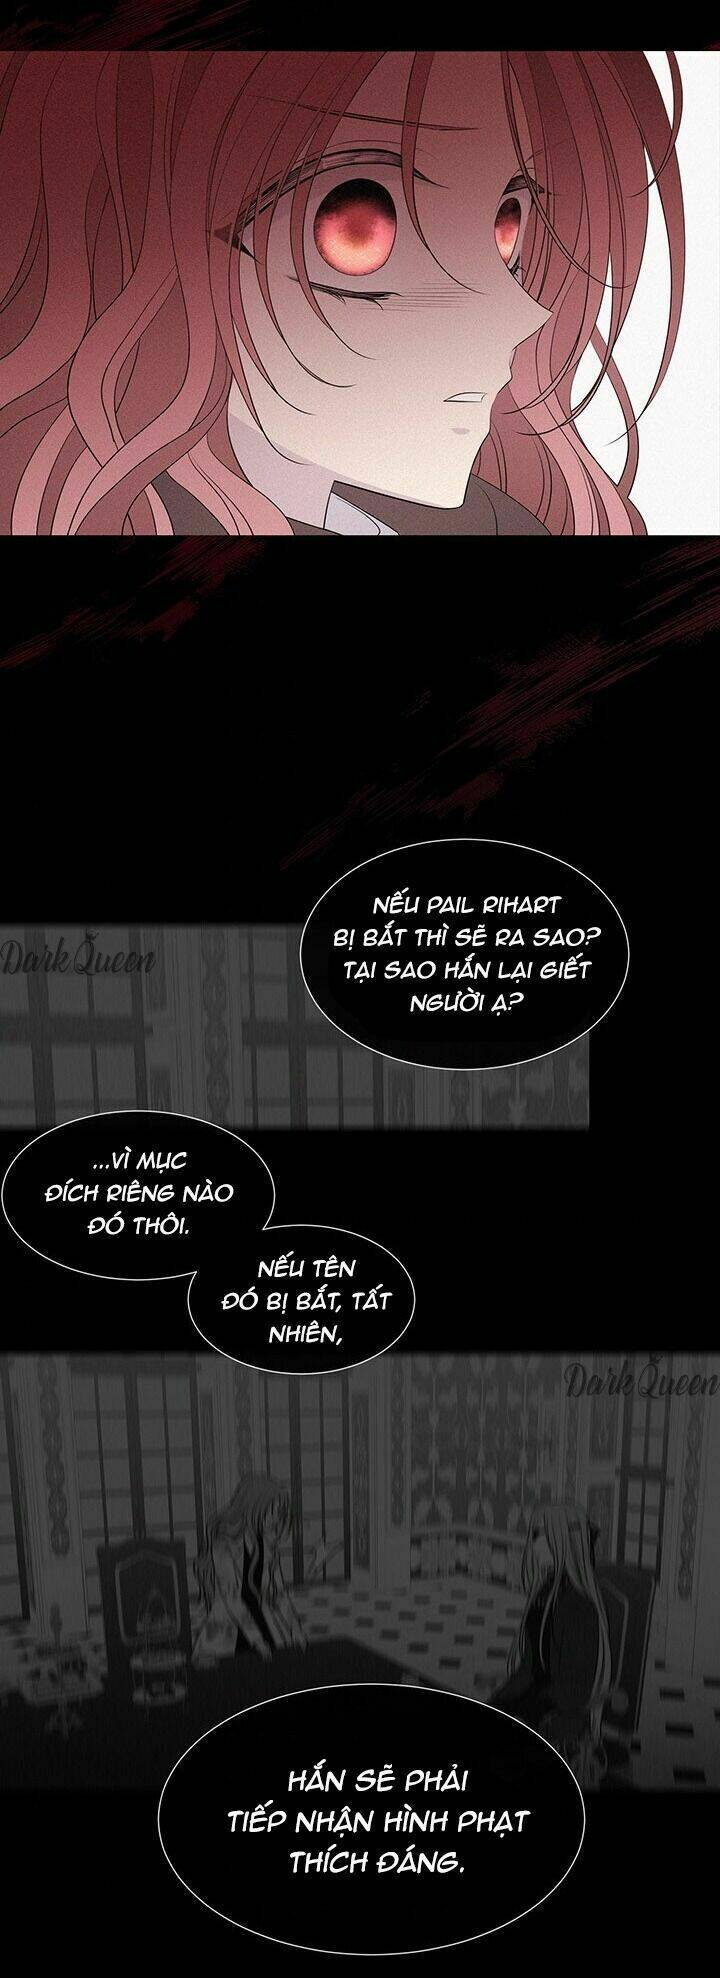 NẾU PAIL RIHART
BỊ BẮT THÌ SẼ RA SAO?
TẠI SAO HẮN LẠI GIẾT
NGƯỜI Ạ?
DarkQueen
...VÌ MỤC
ĐÍCH RIÊNG NÀO
ĐÓ THÔI.
NẾU TÊN
ĐÓ BỊ BẮT, TẤT
NHIÊN,
DarkQueen
HẮN SẼ PHẢI
TIẾP NHẬN HÌNH PHẠT
THÍCH ĐÁNG.